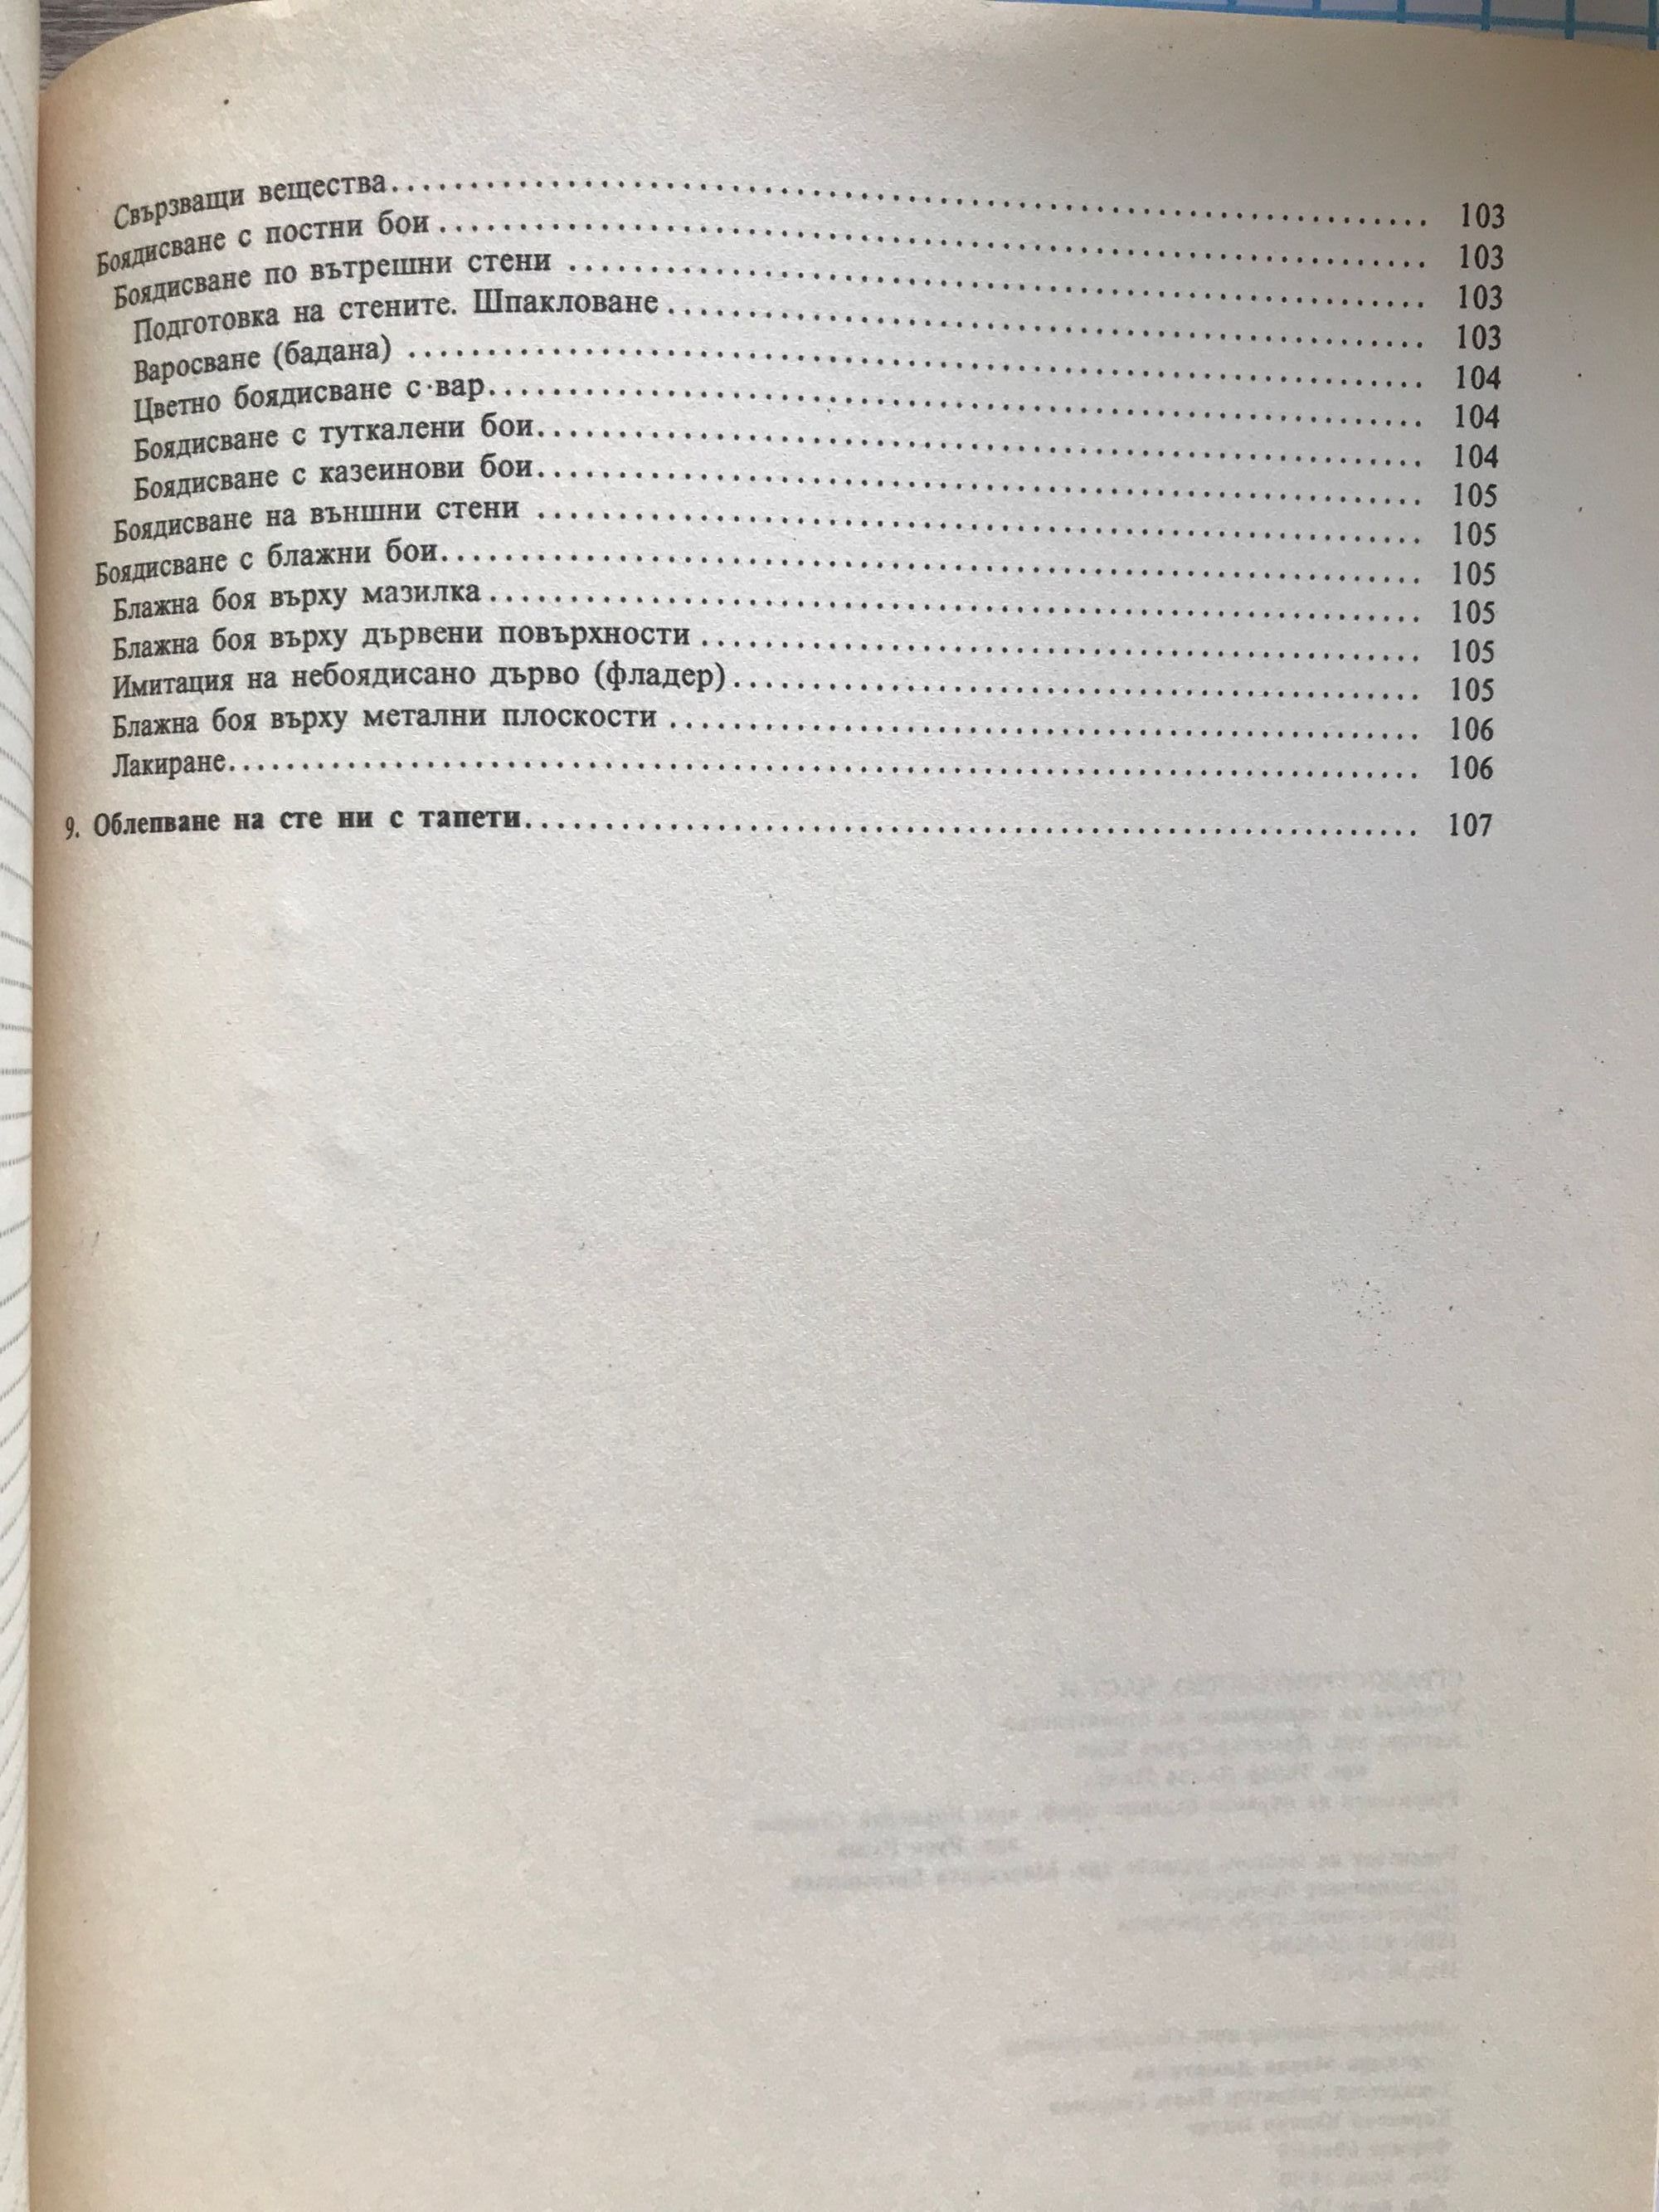 Свързващи вещества........................................ 103
Боядисване с постни бои ........................................ 103
Боядисване по вътрешни стени ........................................ 103
Подготовка на стените. Шпакловане ........................................ 103
Варосване (бадана) ........................................ 104
Цветно боядисване с вар........................................ 104
Боядисване с туткалени бои........................................ 104
Боядисване с казеинови бои........................................ 105
Боядисване на външни стени ........................................ 105
Боядисване с блажни бои........................................ 105
Блажна боя върху мазилка ........................................ 105
Блажна боя върху дървени повърхности ........................................ 105
Имитация на небоядисано дърво (фладер)........................................ 105
Блажна боя върху метални плоскости ........................................ 106
Лакиране........................................ 106
9. Облепване на сте ни с тапети........................................ 107